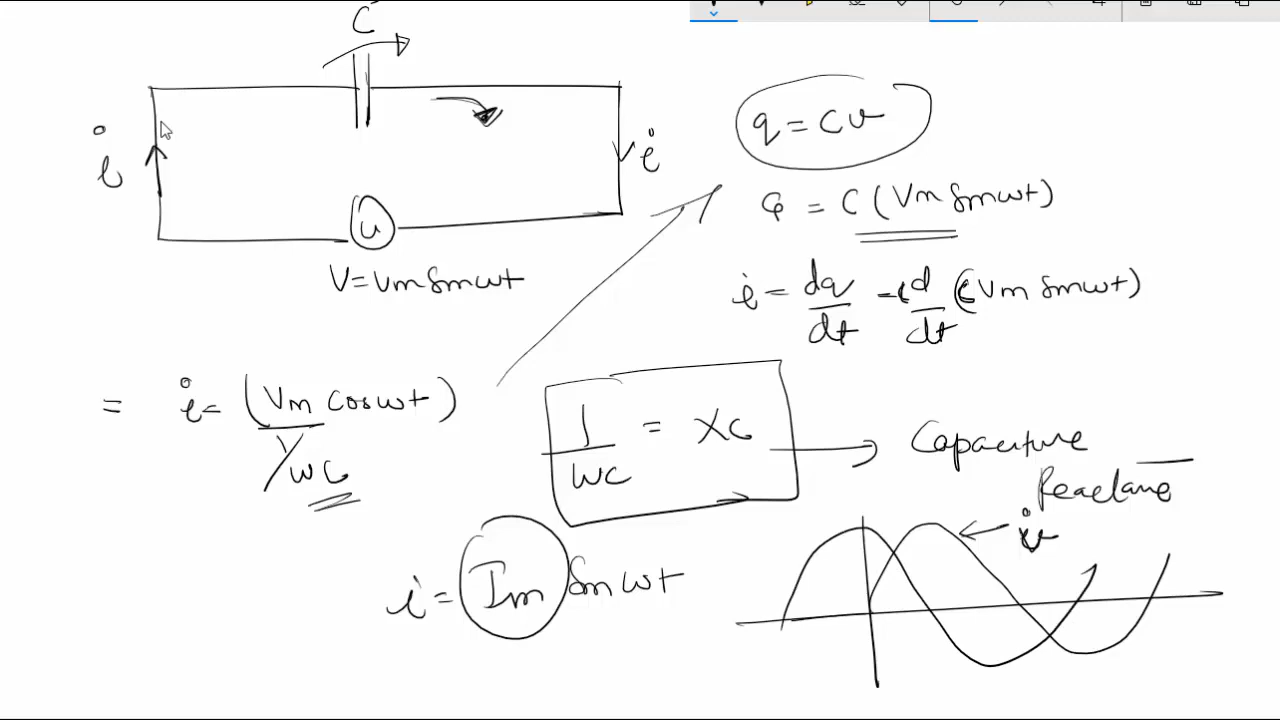 C
i
i
V = Vm Sinωt
q = CV
q = C (Vm Sinωt)
i = dq/dt = d/dt (CVm Sinωt)
= i = (Vm Cosωt) / 1/ωC
1/ωC = XC
Capacitive
Reactance
i = Im Sinωt